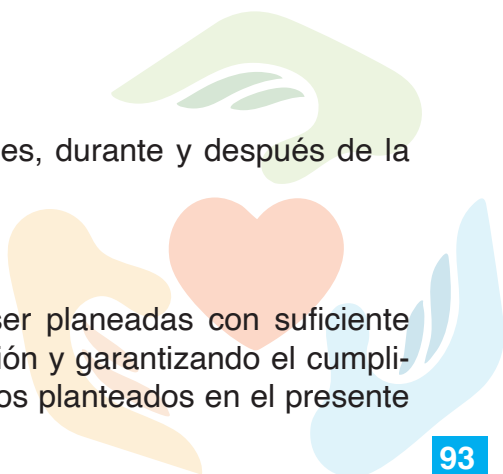 es, durante y después de la
ser planeadas con suficiente
ión y garantizando el cumpli-
os planteados en el presente
93